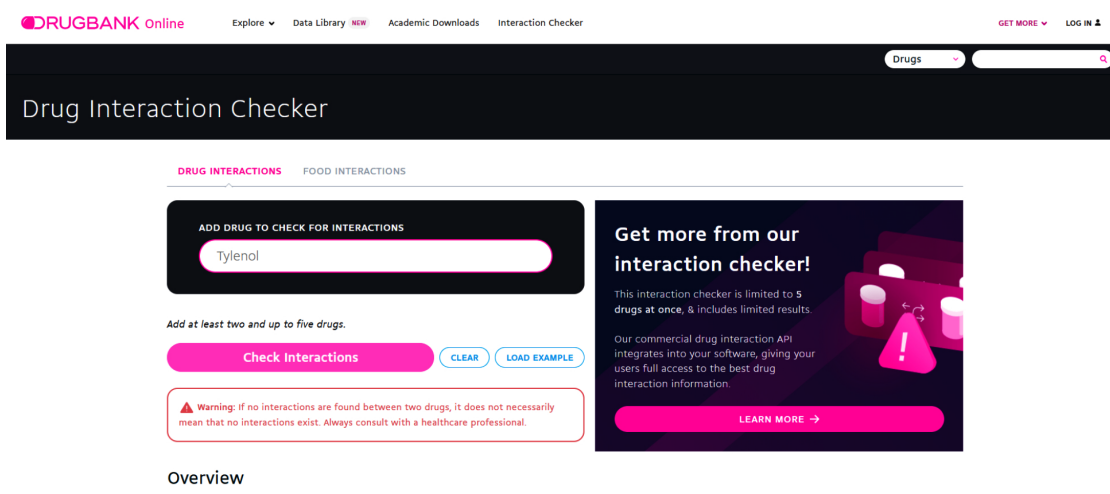 DRUGBANK Online
Explore Data Library NEW Academic Downloads Interaction Checker
GET MORE LOG IN
Drugs
Drug Interaction Checker
DRUG INTERACTIONS FOOD INTERACTIONS
ADD DRUG TO CHECK FOR INTERACTIONS
Tylenol
Add at least two and up to five drugs.
Check Interactions CLEAR LOAD EXAMPLE
Warning: If no interactions are found between two drugs, it does not necessarily
mean that no interactions exist. Always consult with a healthcare professional.
Get more from our
interaction checker!
This interaction checker is limited to 5
drugs at once, & includes limited results.
Our commercial drug interaction API
integrates into your software, giving your
users full access to the best drug
interaction information.
LEARN MORE →
Overview